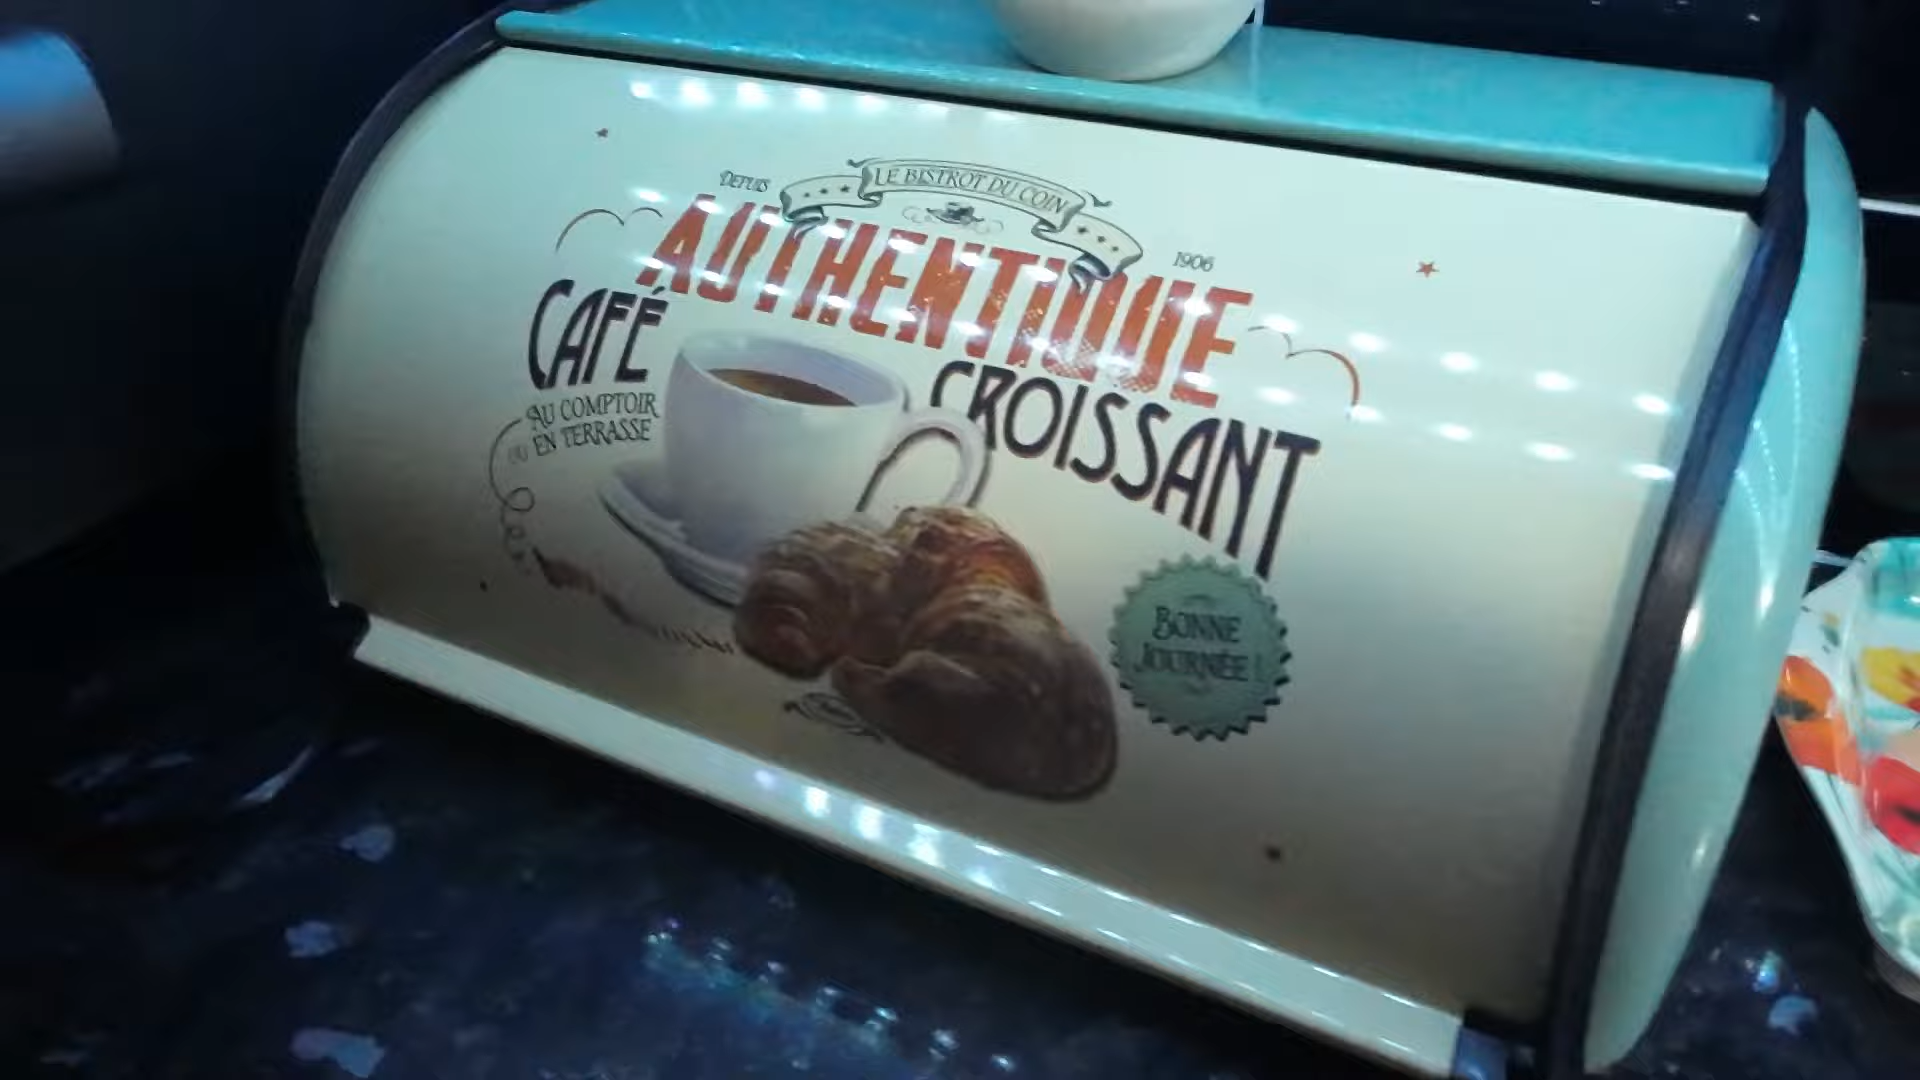 LE BISTROT DU COIN
DEPUIS
1906
AUTHENTIQUE
CAFÉ
CROISSANT
AU COMPTOIR
OU EN TERRASSE
BONNE
JOURNÉE !